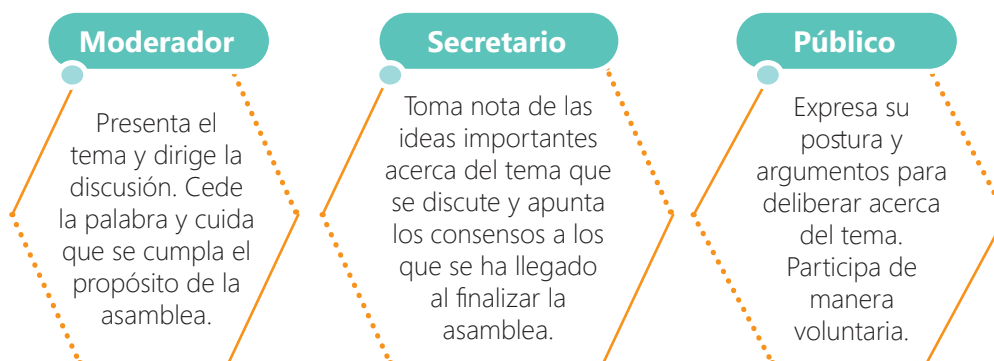 Moderador
Presenta el
tema y dirige la
discusión. Cede
la palabra y cuida
que se cumpla el
propósito de la
asamblea.
Secretario
Toma nota de las
ideas importantes
acerca del tema que
se discute y apunta
los consensos a los
que se ha llegado
al finalizar la
asamblea.
Público
Expresa su
postura y
argumentos para
deliberar acerca
del tema.
Participa de
manera
voluntaria.